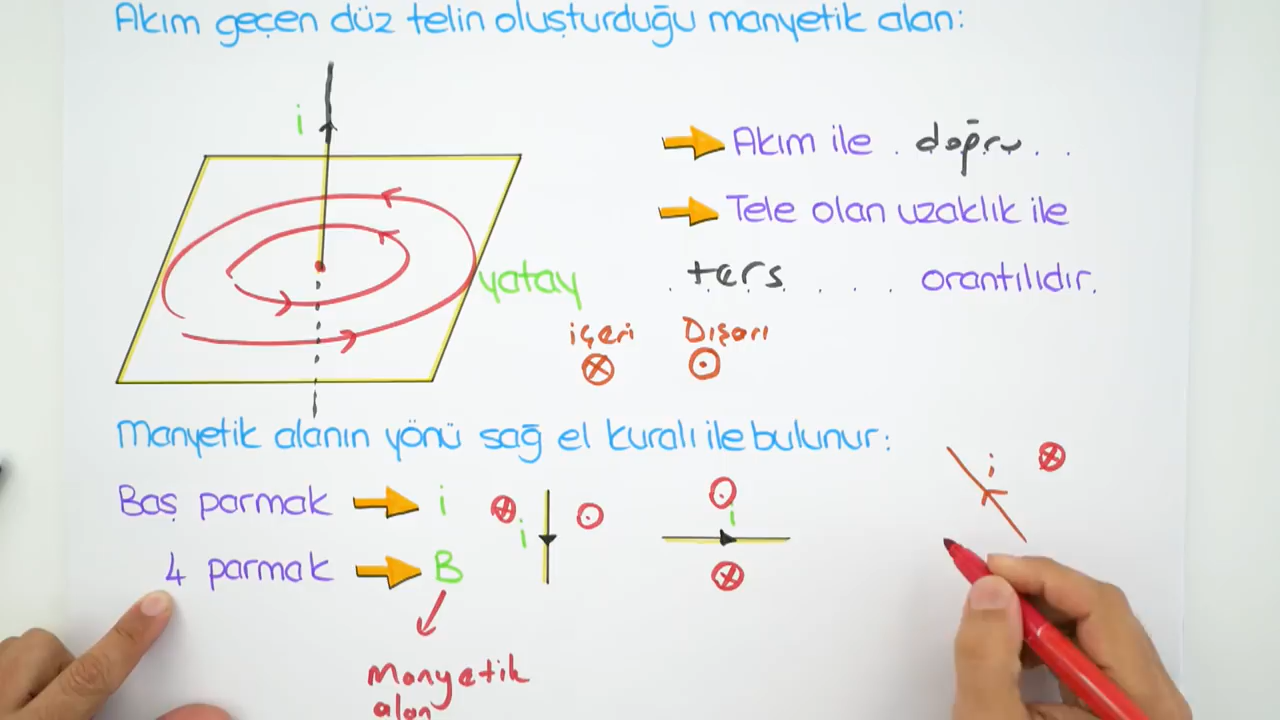 Akım geçen düz telin oluşturduğu manyetik alan:
i
Akım ile . doğru . .
Tele olan uzaklık ile
. ters . . . orantılıdır.
yatay
içeri Dışarı
Manyetik alanın yönü sağ el kuralı ile bulunur:
Baş parmak i
4 parmak B
i
i
i
Manyetik
alan